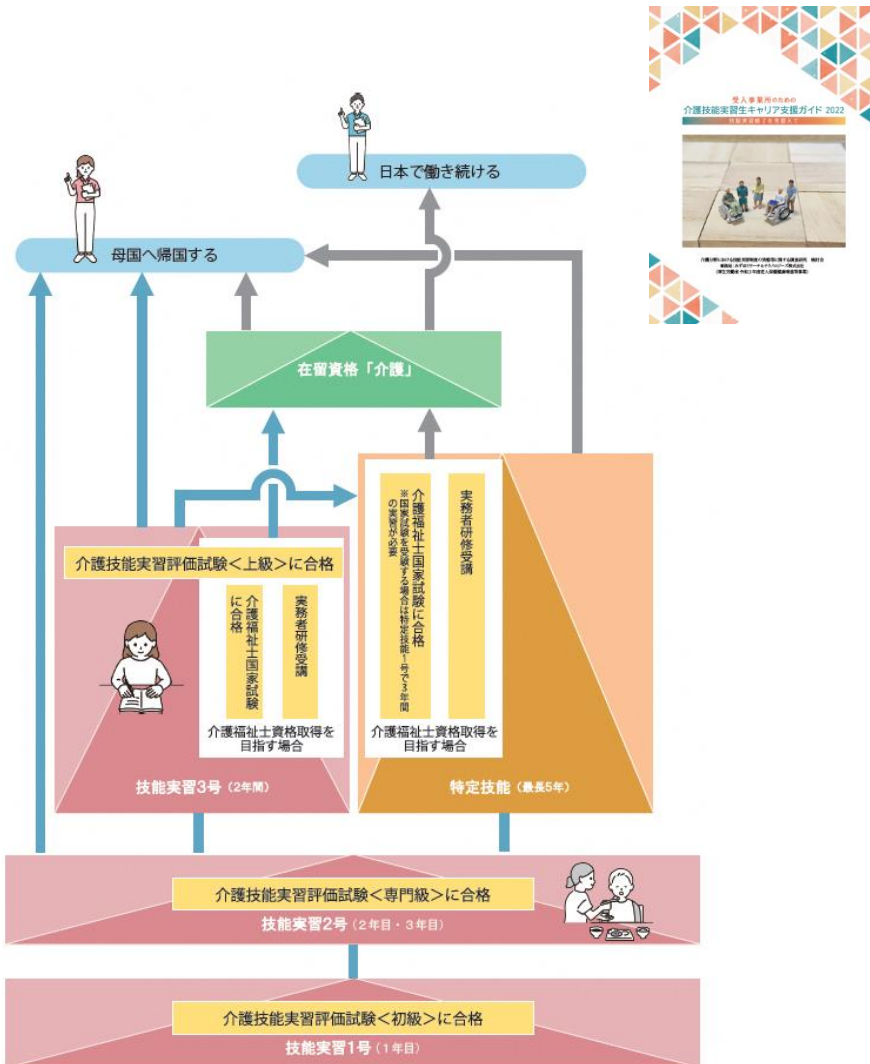 受入事業所のための
介護技能実習生キャリア支援ガイド 2022
日本で働き続ける
母国へ帰国する
在留資格「介護」
介護技能実習評価試験＜上級＞に合格
介護福祉士国家試験
に合格
実務者研修受講
介護福祉士資格取得を
目指す場合
技能実習3号（2年間）
介護福祉士国家試験に合格
※国家試験を受験する場合は特定技能1号で3年間
の実習が必要
実務者研修受講
介護福祉士資格取得を
目指す場合
特定技能（最長5年）
介護技能実習評価試験＜専門級＞に合格
技能実習2号（2年目・3年目）
介護技能実習評価試験＜初級＞に合格
技能実習1号（1年目）